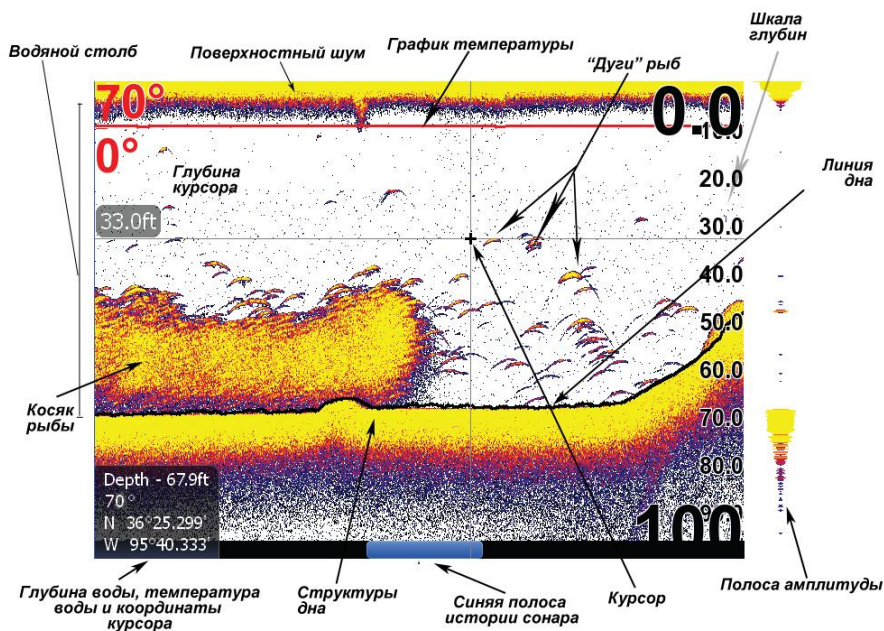 Шкала
глубин
Водяной столб
Поверхностный шум
График температуры
“Дуги” рыб
70°
0.0
10.0
0°
Глубина
курсора
20.0
Линия
дна
33.0ft
30.0
40.0
50.0
60.0
Косяк
рыбы
70.0
80.0
Depth - 67.9ft
70 °
N 36°25.299'
W 95°40.333'
100
Глубина воды, температура
воды и координаты
курсора
Структуры
дна
Синяя полоса
истории сонара
Курсор
Полоса амплитуды